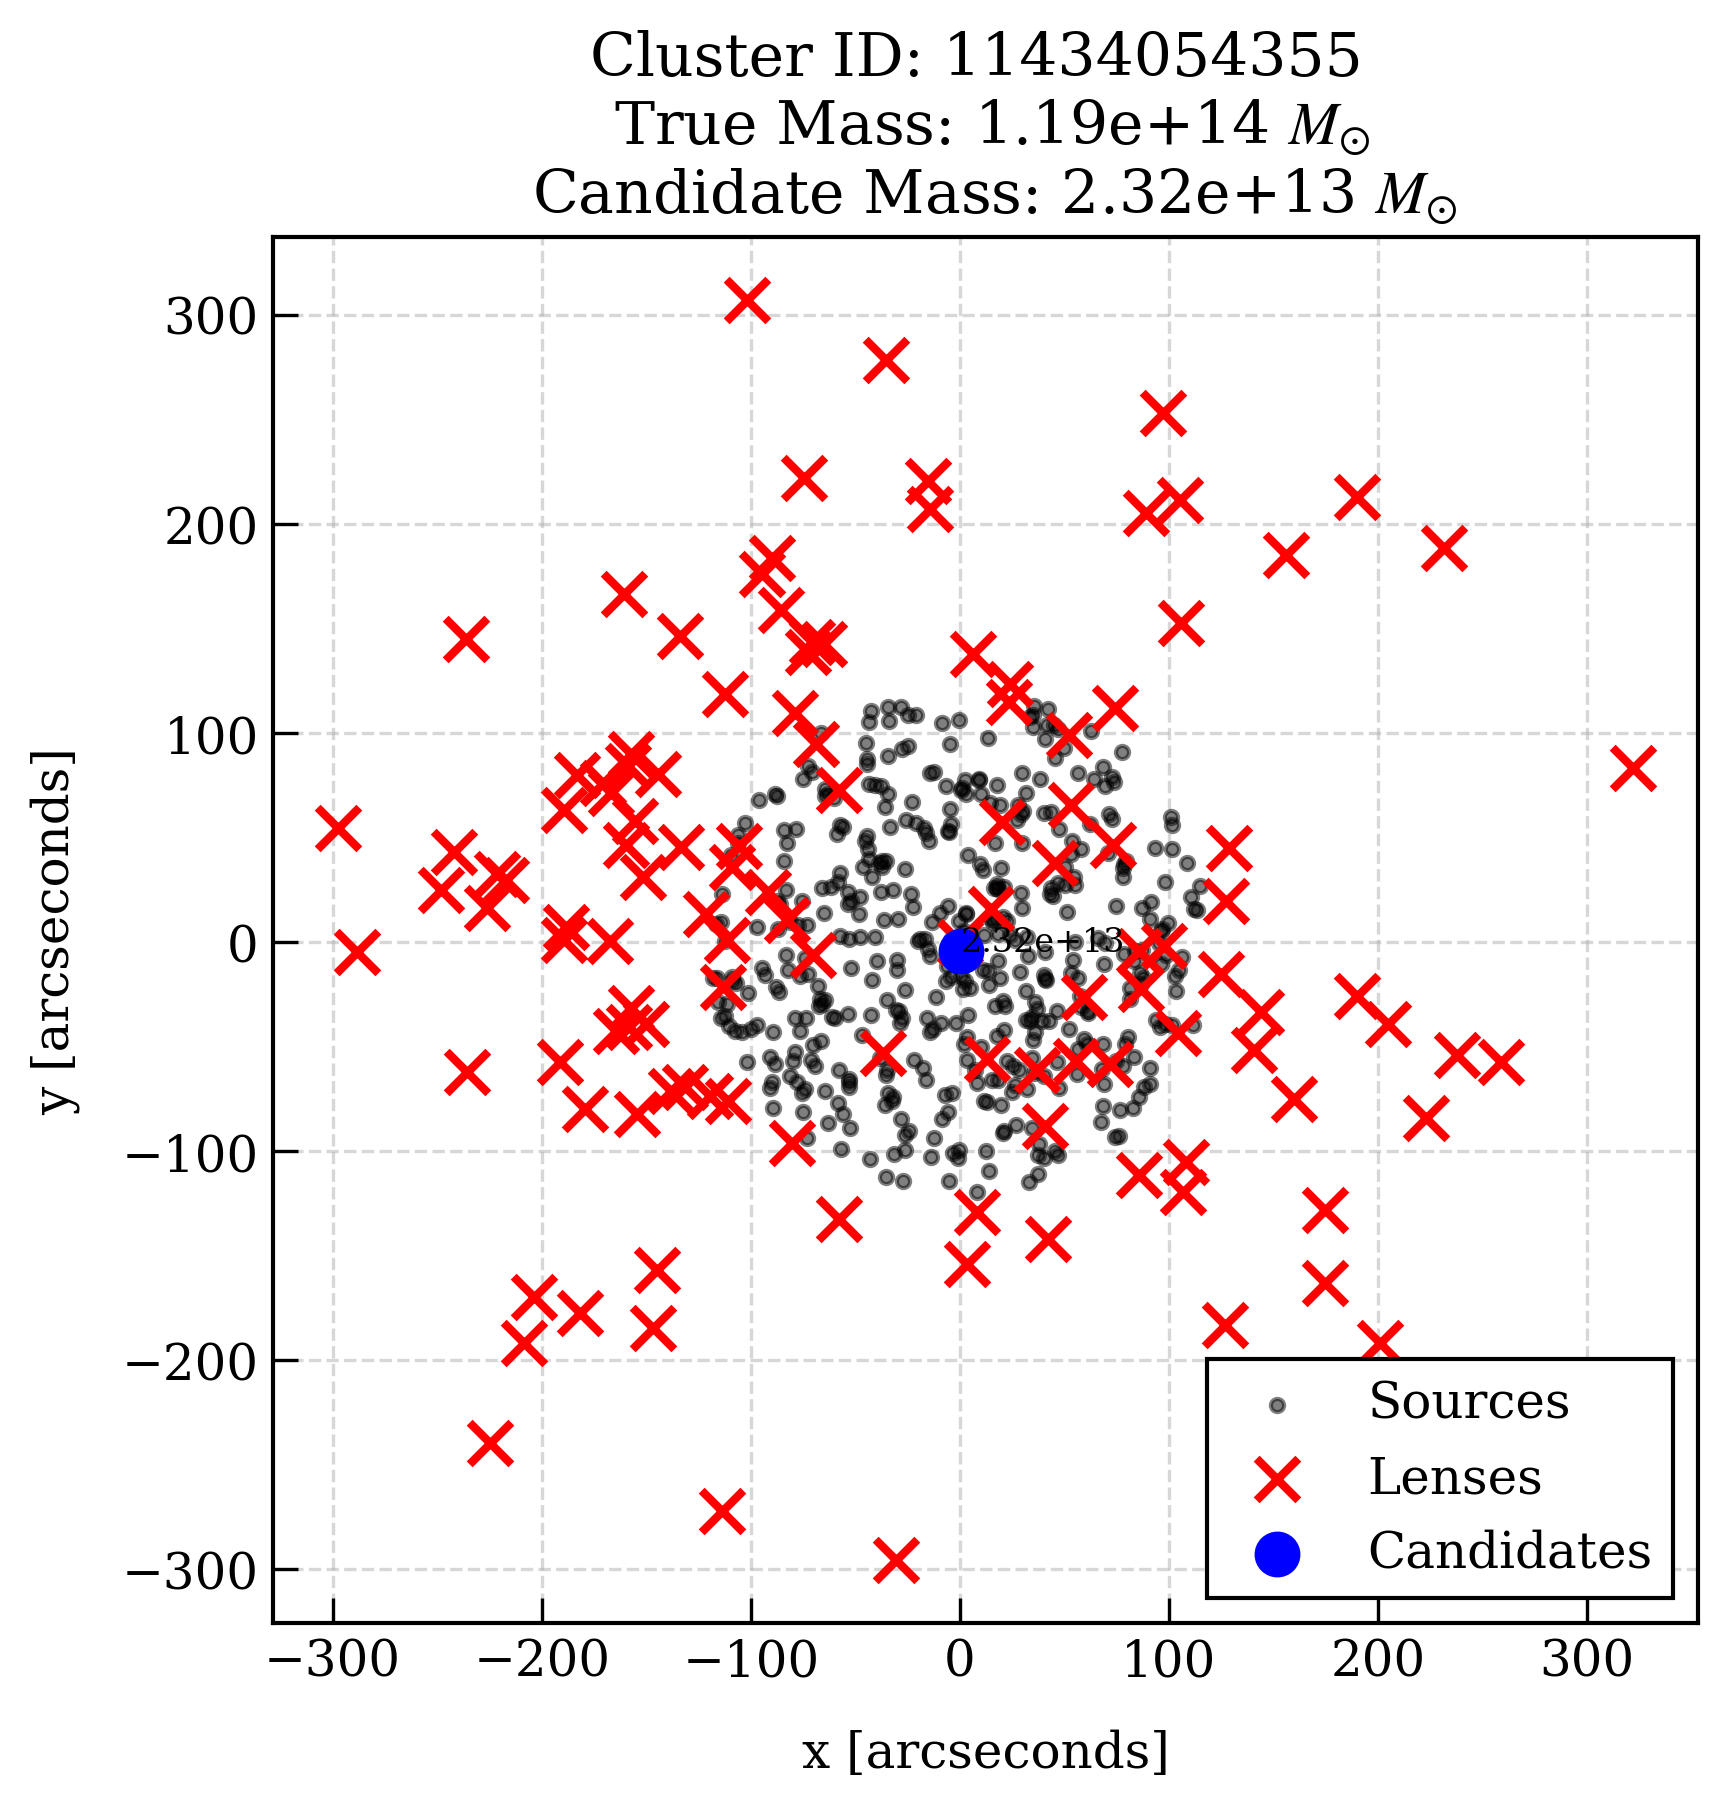 Cluster ID: 11434054355
True Mass: 1.19e+14 M⊙
Candidate Mass: 2.32e+13 M⊙
y [arcseconds]
300
200
100
0
−100
−200
−300
2.32e+13
Sources
Lenses
Candidates
−300 −200 −100 0 100 200 300
x [arcseconds]